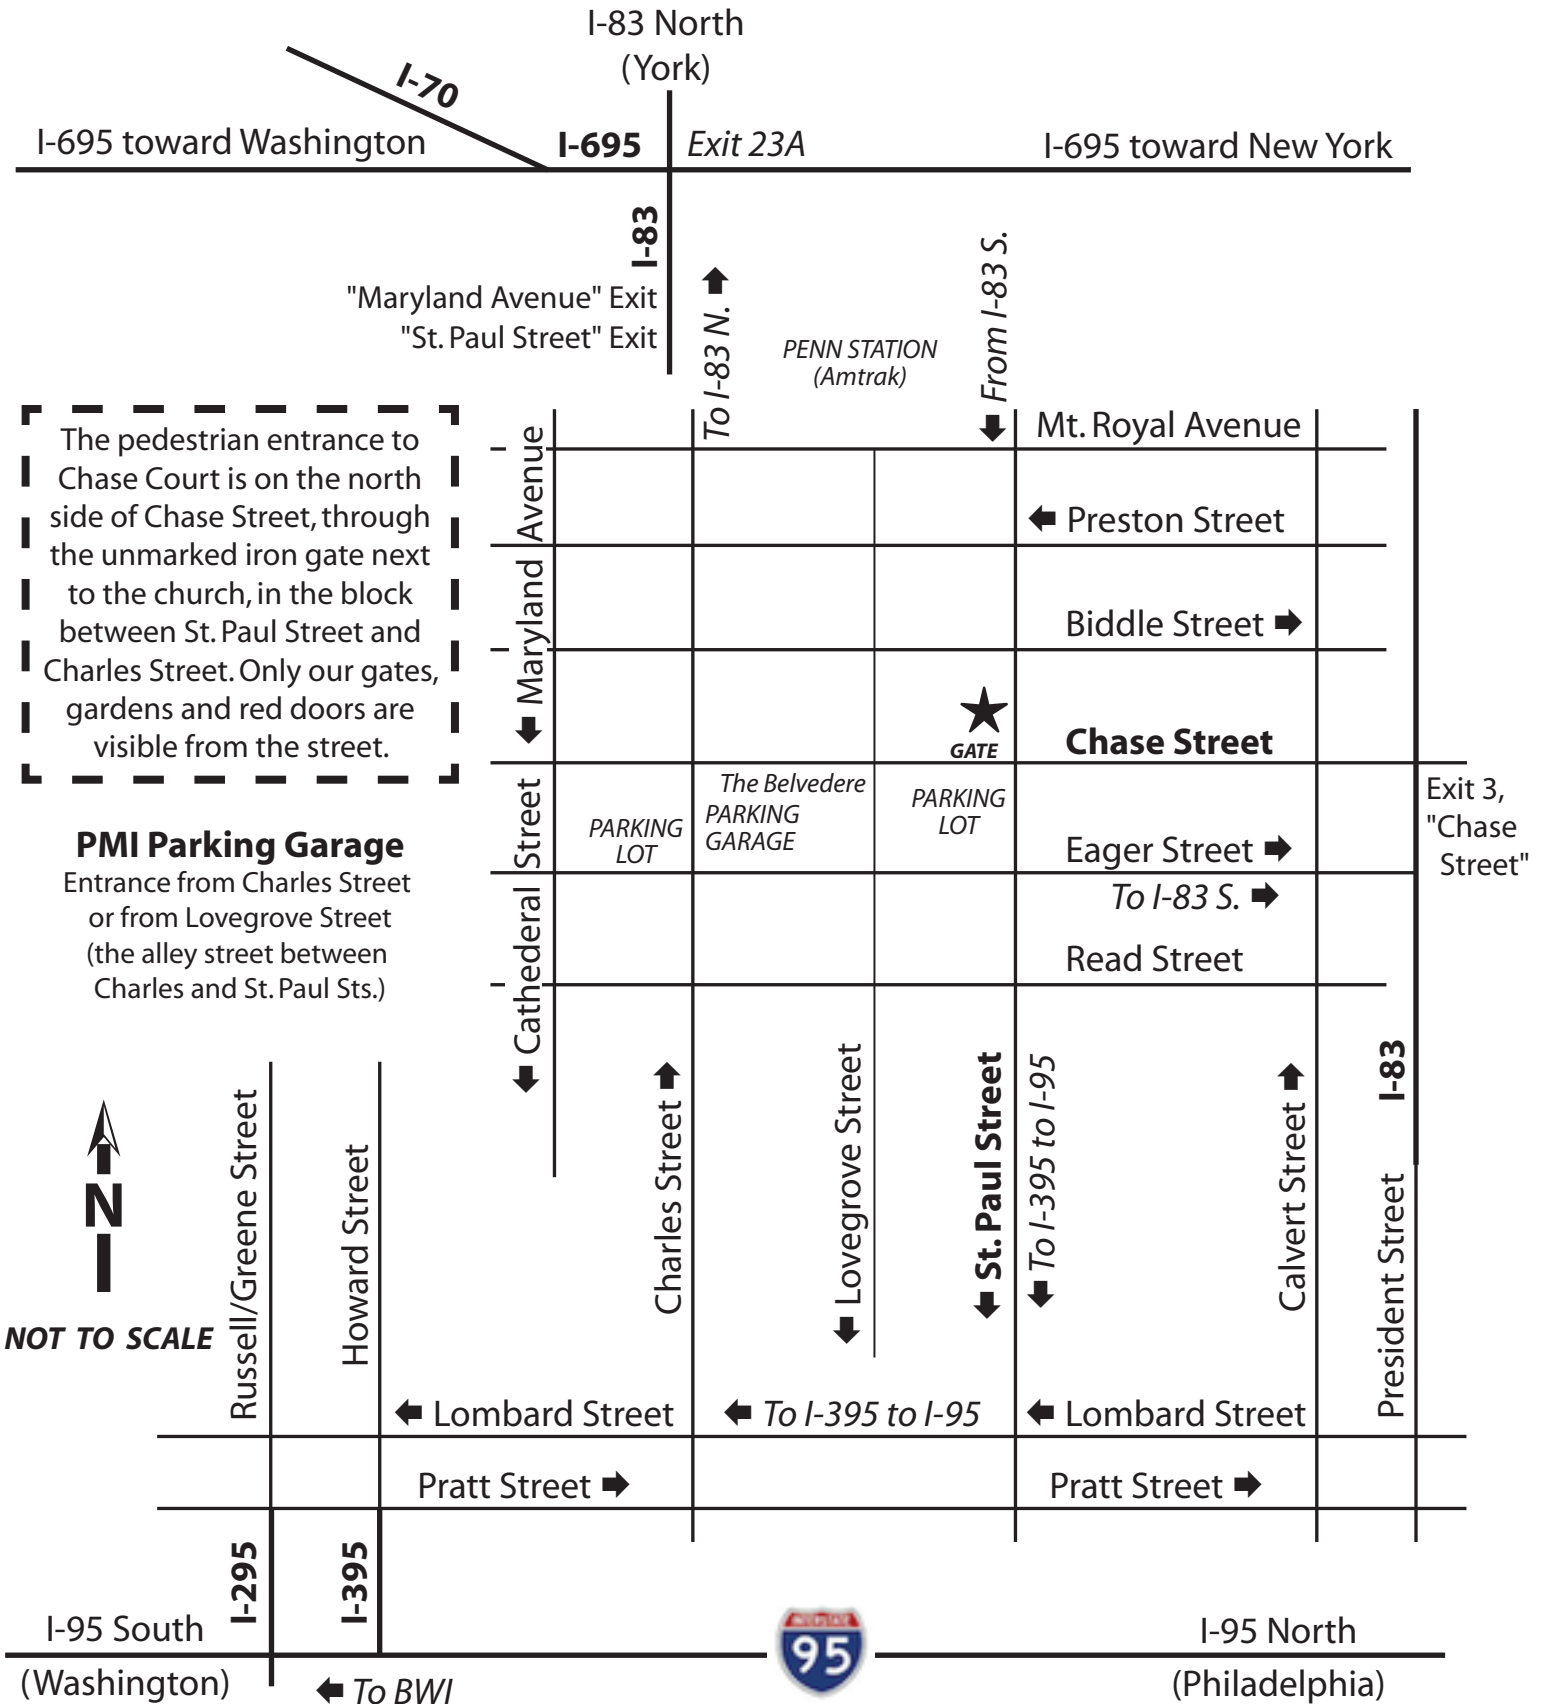 I-83 North
(York)
I-70
I-695 toward Washington
I-695
Exit 23A
I-695 toward New York
I-83
"Maryland Avenue" Exit
"St. Paul Street" Exit
To I-83 N.
PENN STATION
(Amtrak)
From I-83 S.
The pedestrian entrance to
Chase Court is on the north
side of Chase Street, through
the unmarked iron gate next
to the church, in the block
between St. Paul Street and
Charles Street. Only our gates,
gardens and red doors are
visible from the street.
Maryland Avenue
Mt. Royal Avenue
Preston Street
Biddle Street
GATE
Chase Street
The Belvedere
PARKING
GARAGE
PARKING
LOT
PARKING
LOT
Exit 3,
"Chase
Street"
Eager Street
To I-83 S.
Read Street
Cathederal Street
PMI Parking Garage
Entrance from Charles Street
or from Lovegrove Street
(the alley street between
Charles and St. Paul Sts.)
N
NOT TO SCALE
Russell/Greene Street
Howard Street
Charles Street
Lovegrove Street
St. Paul Street
To I-395 to I-95
Calvert Street
I-83
President Street
Lombard Street
To I-395 to I-95
Lombard Street
Pratt Street
Pratt Street
I-295
I-395
I-95 South
(Washington)
To BWI
INTERSTATE
95
I-95 North
(Philadelphia)